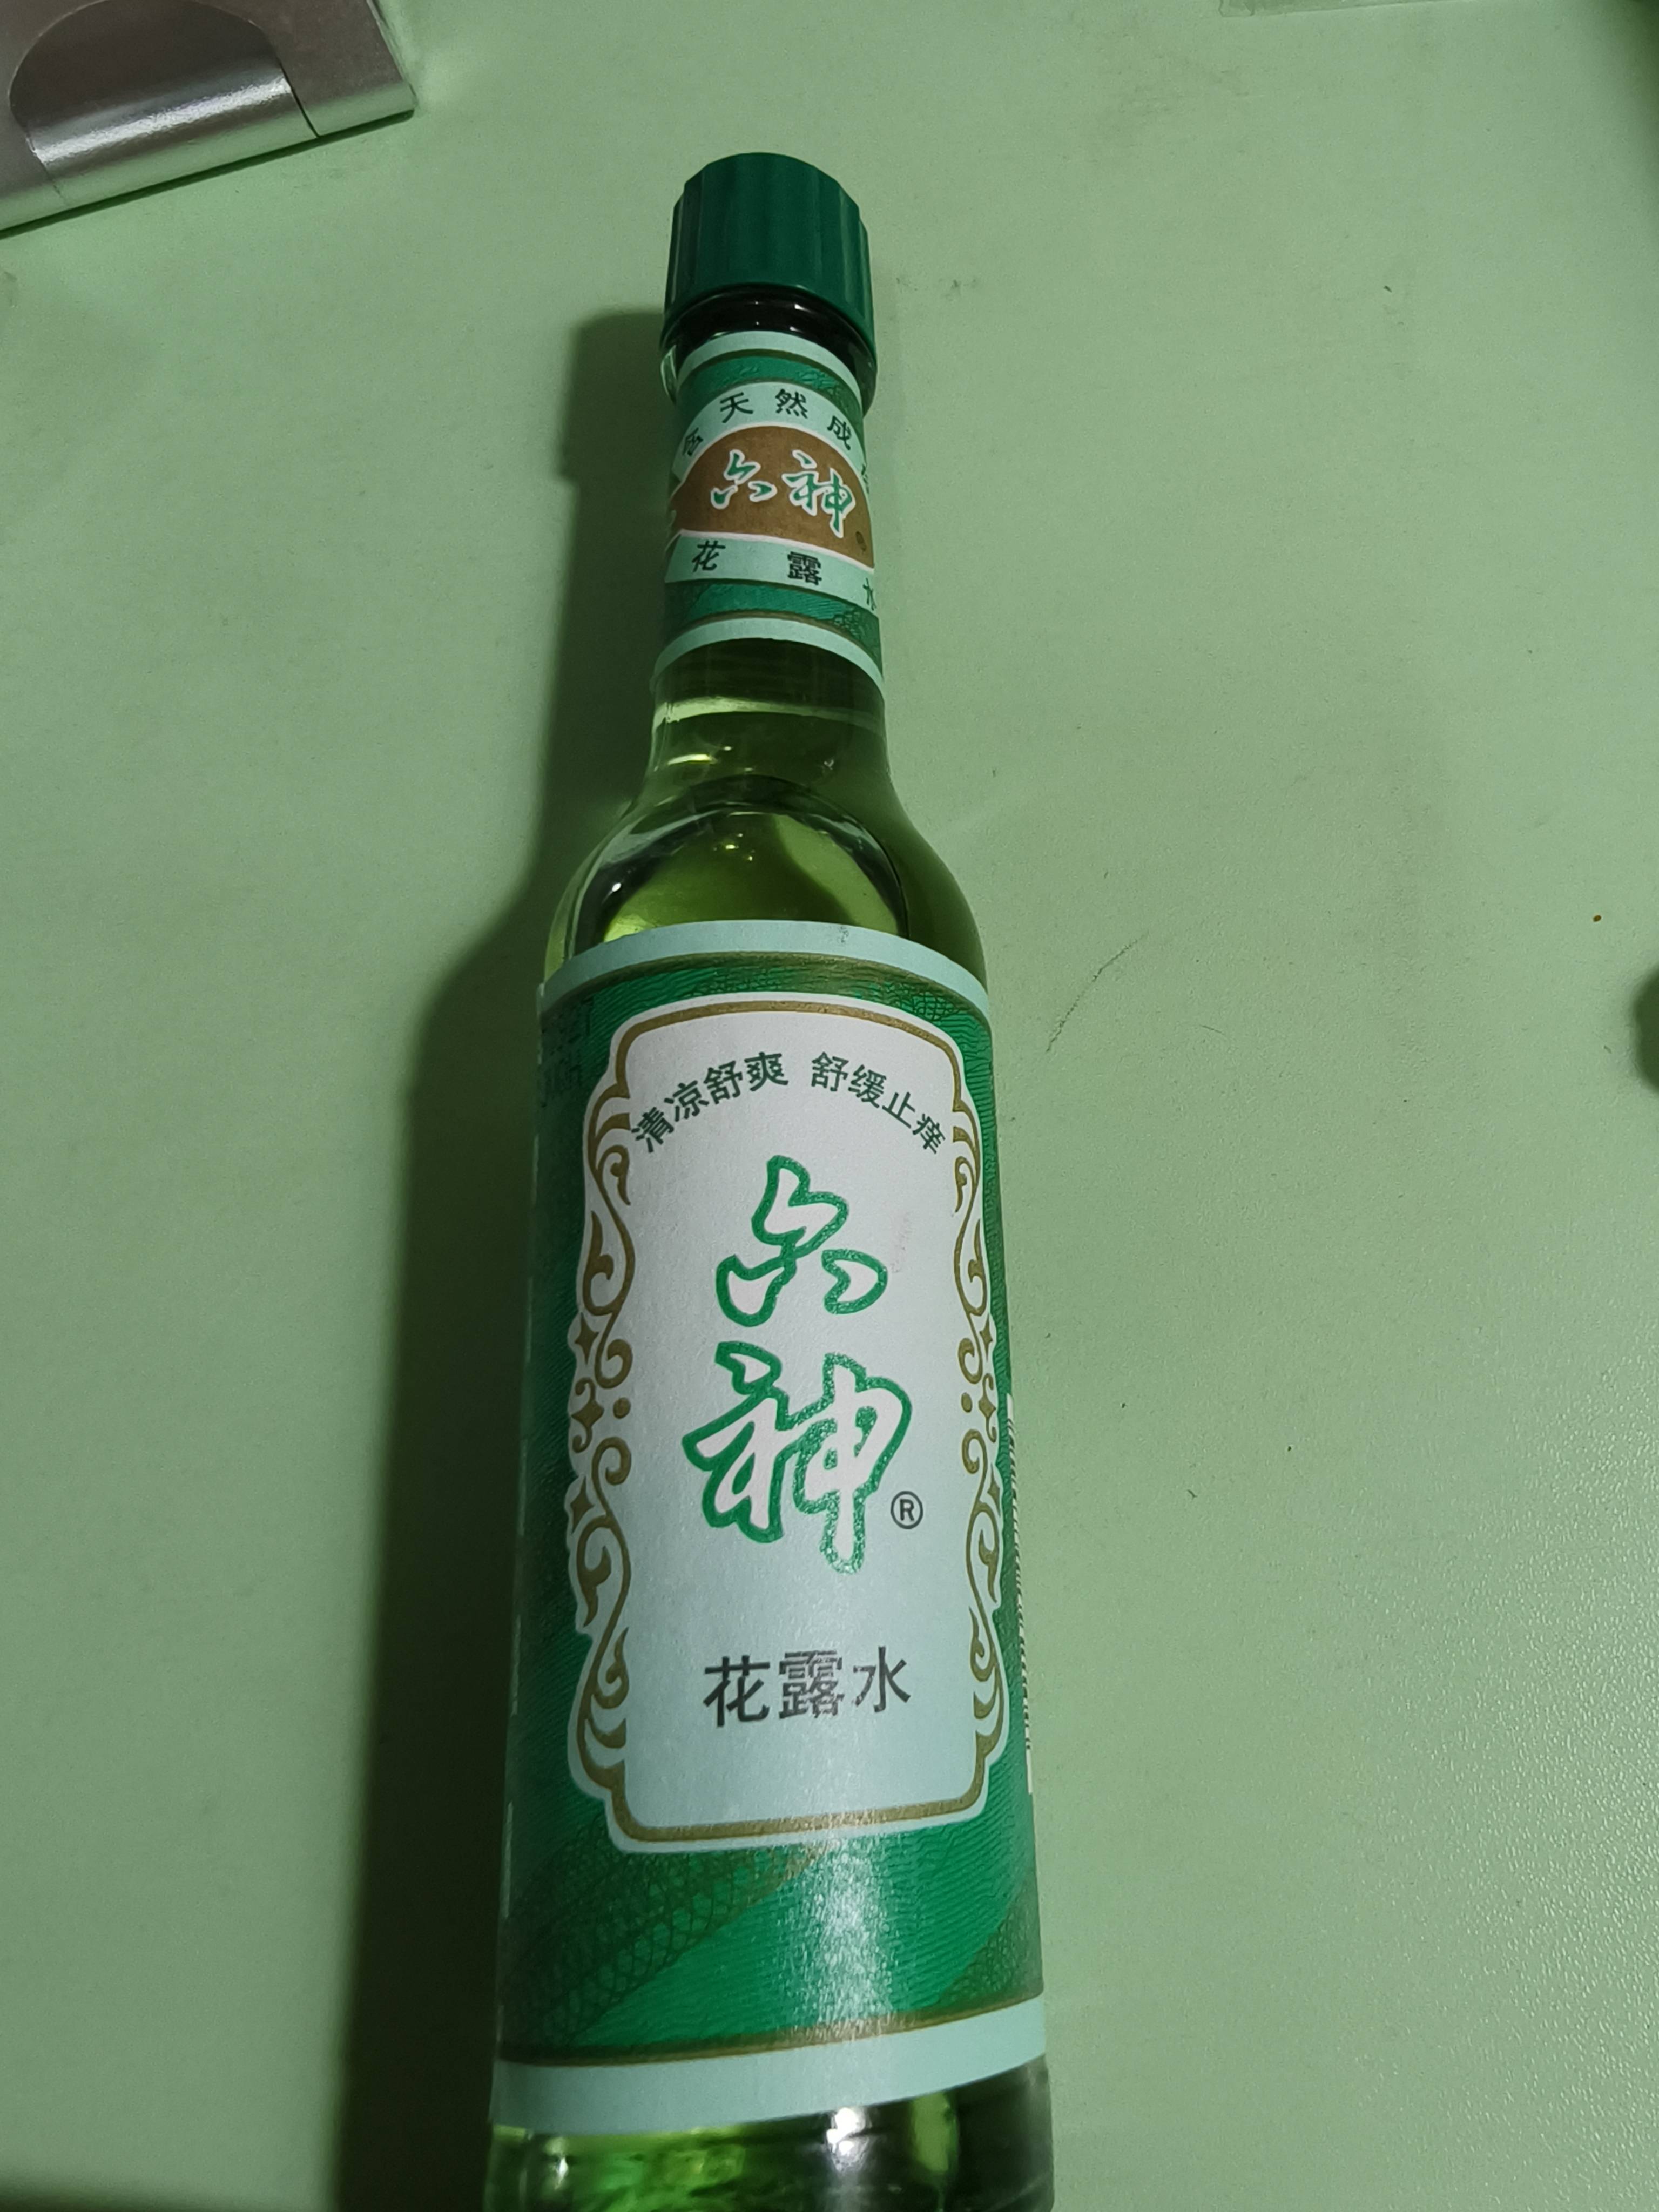 天然成
六神
花露水
清凉舒爽 舒缓止痒
六神®
花露水